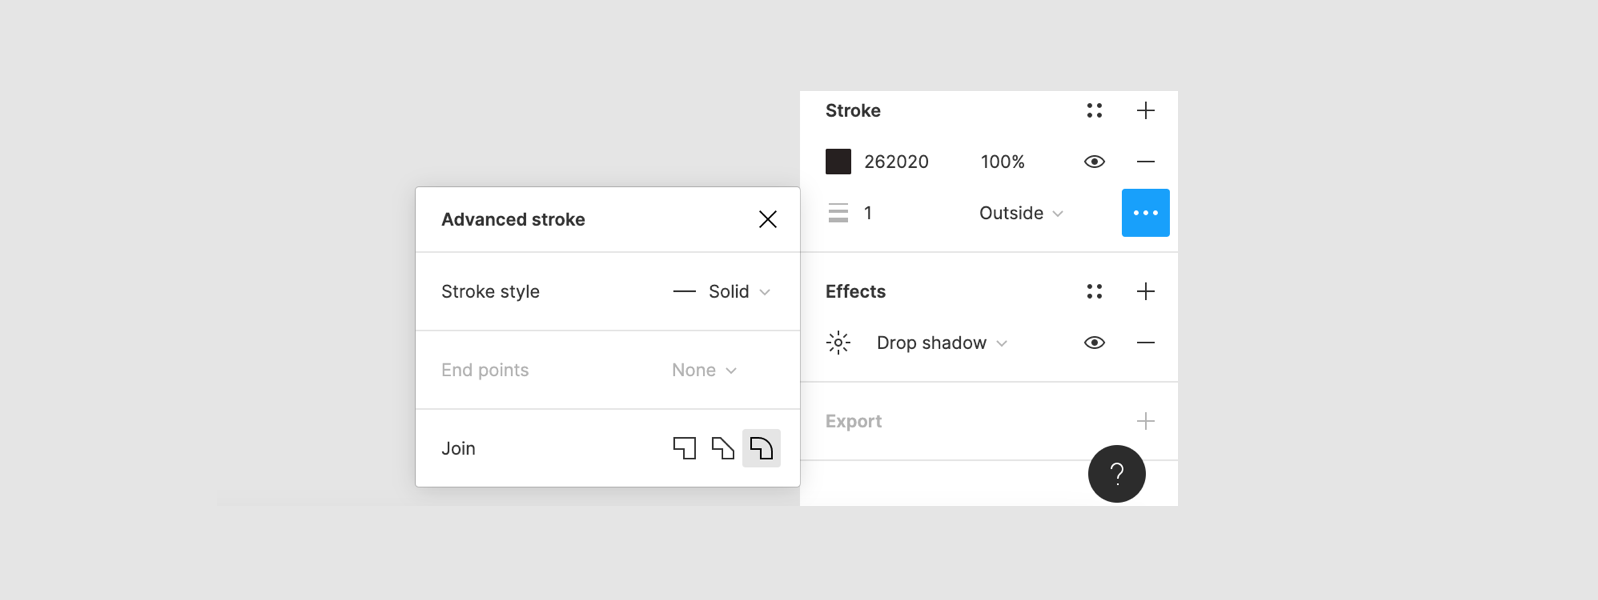 Stroke
262020 100%
1 Outside
Advanced stroke
Stroke style Solid
End points None
Join
Effects
Drop shadow
Export
?